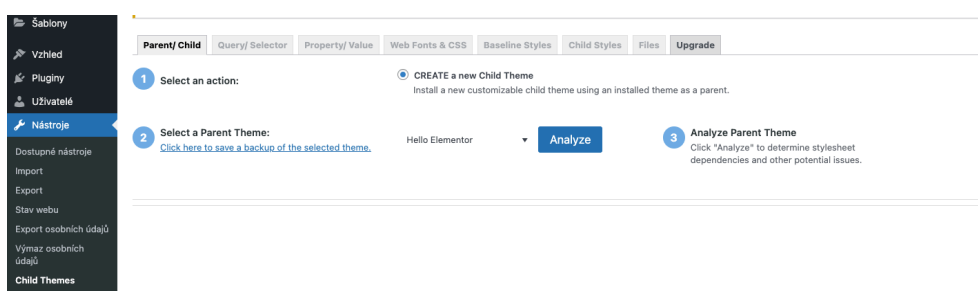 Šablony
Vzhled
Pluginy
Uživatelé
Nástroje
Dostupné nástroje
Import
Export
Stav webu
Export osobních údajů
Výmaz osobních
údajů
Child Themes
Parent/ Child
Query/ Selector
Property/ Value
Web Fonts & CSS
Baseline Styles
Child Styles
Files
Upgrade
1
Select an action:
CREATE a new Child Theme
Install a new customizable child theme using an installed theme as a parent.
2
Select a Parent Theme:
Click here to save a backup of the selected theme.
Hello Elementor
Analyze
3
Analyze Parent Theme
Click "Analyze" to determine stylesheet
dependencies and other potential issues.